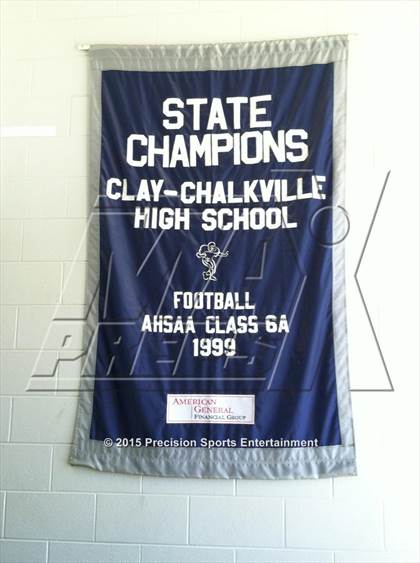 STATE
CHAMPIONS
CLAY-CHALKVILLE
HIGH SCHOOL
FOOTBALL
AHSAA CLASS 6A
1999
AMERICAN
GENERAL
FINANCIAL GROUP
MAX
PREPS
© 2015 Precision Sports Entertainment